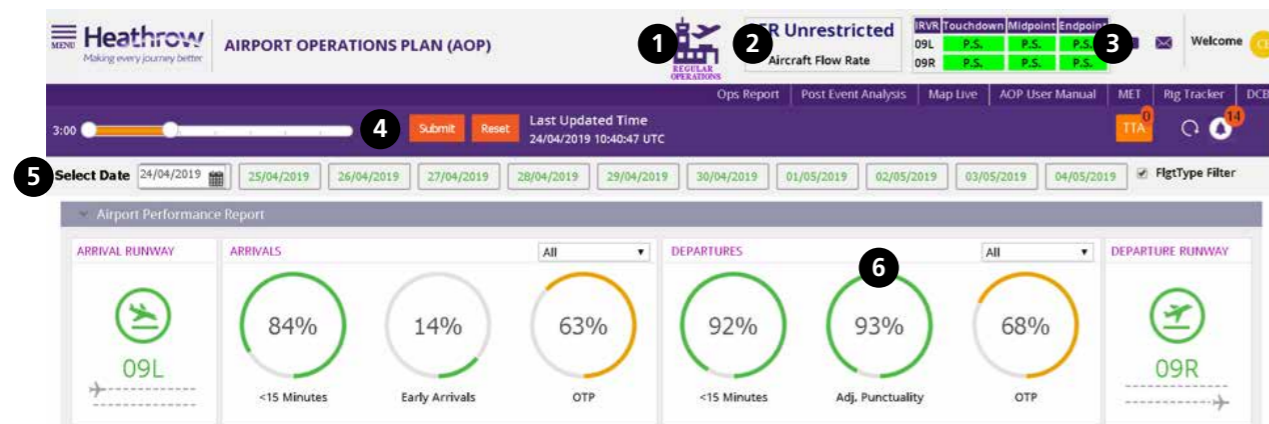 MENU
Heathrow
Making every journey better
AIRPORT OPERATIONS PLAN (AOP)
1
REGULAR
OPERATIONS
2
R Unrestricted
Aircraft Flow Rate
IRVR Touchdown Midpoint Endpoint
09L P.S. P.S. P.S.
09R P.S. P.S. P.S.
3
Welcome
Ops Report Post Event Analysis Map Live AOP User Manual MET Rig Tracker DCB
3:00
4
Submit Reset
Last Updated Time
24/04/2019 10:40:47 UTC
TTA 0
14
5
Select Date 24/04/2019 25/04/2019 26/04/2019 27/04/2019 28/04/2019 29/04/2019 30/04/2019 01/05/2019 02/05/2019 03/05/2019 04/05/2019 FlgtType Filter
Airport Performance Report
ARRIVAL RUNWAY
09L
ARRIVALS All
84% 14% 63%
<15 Minutes Early Arrivals OTP
DEPARTURES All
6
92% 93% 68%
<15 Minutes Adj. Punctuality OTP
DEPARTURE RUNWAY
09R